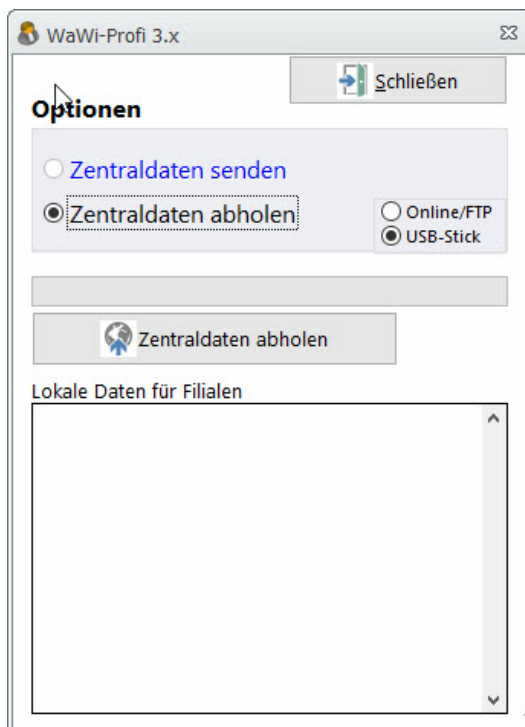 WaWi-Profi 3.x
Schließen
Optionen
Zentraldaten senden
Zentraldaten abholen
Online/FTP
USB-Stick
Zentraldaten abholen
Lokale Daten für Filialen